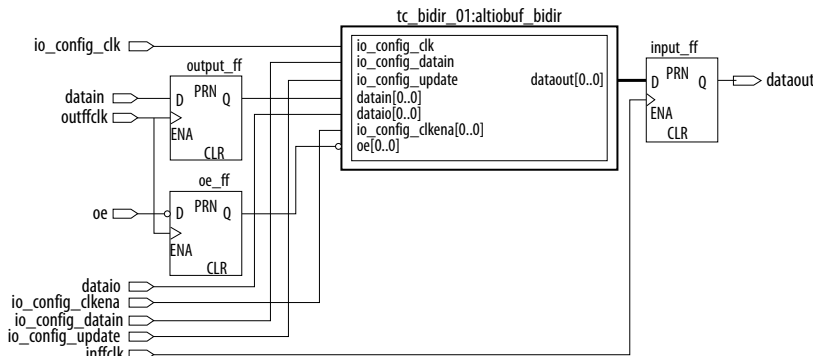 tc_bidir_01:altiobuf_bidir
io_config_clk
io_config_clk
io_config_datain
io_config_update
datain[0..0]
dataio[0..0]
io_config_clkena[0..0]
oe[0..0]
dataout[0..0]
output_ff
datain
outffclk
D PRN Q
ENA
CLR
oe_ff
oe
D PRN Q
ENA
CLR
input_ff
D PRN Q
ENA
CLR
dataout
dataio
io_config_clkena
io_config_datain
io_config_update
inffclk